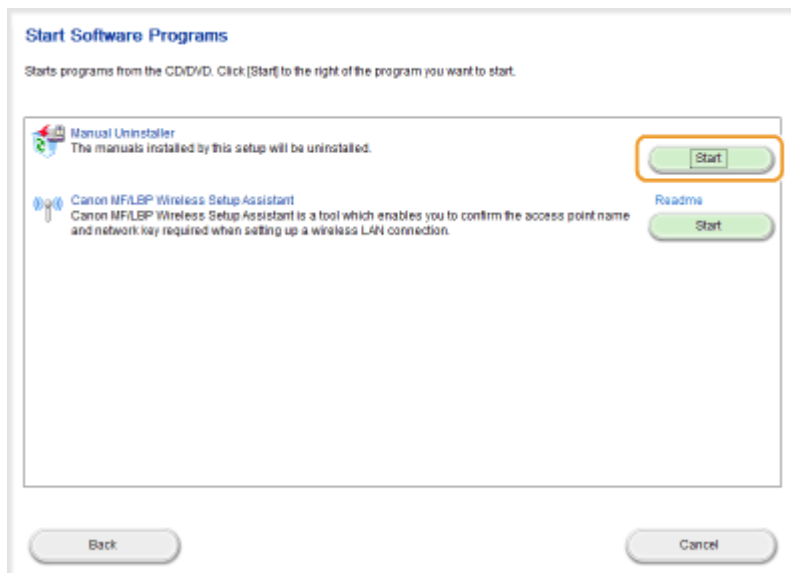 Start Software Programs
Starts programs from the CD/DVD. Click [Start] to the right of the program you want to start.
Manual Uninstaller
The manuals installed by this setup will be uninstalled.
Start
Canon MF/LBP Wireless Setup Assistant
Readme
Canon MF/LBP Wireless Setup Assistant is a tool which enables you to confirm the access point name
and network key required when setting up a wireless LAN connection.
Start
Back
Cancel